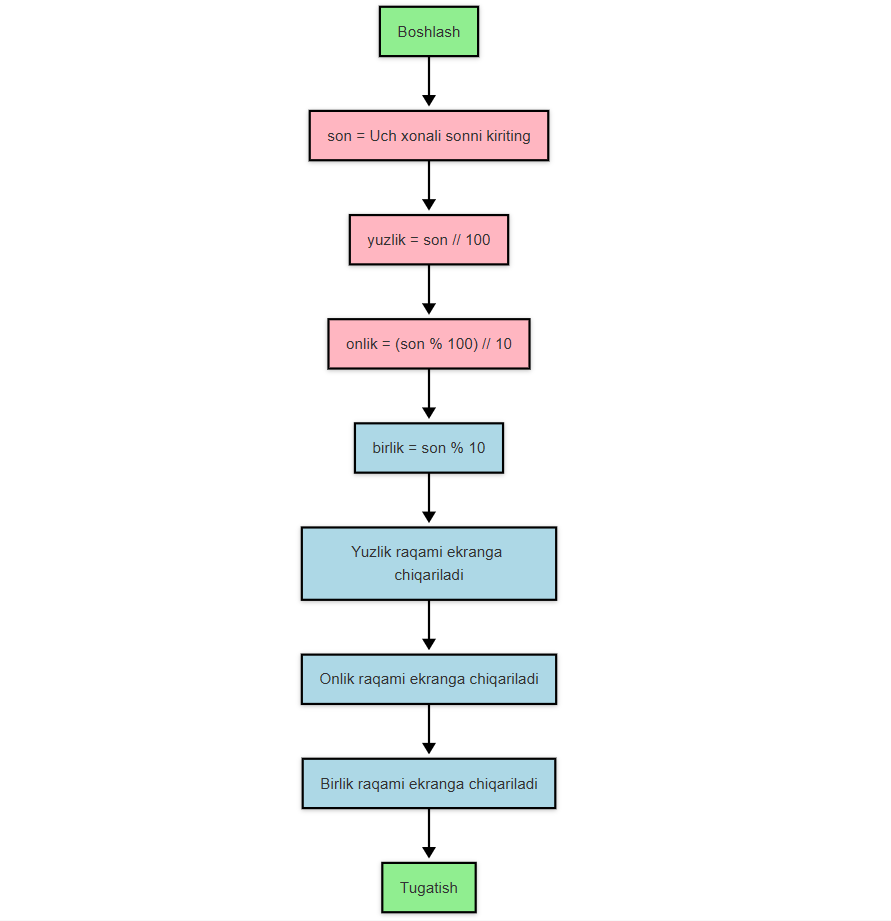 Boshlash
son = Uch xonali sonni kiriting
yuzlik = son // 100
onlik = (son % 100) // 10
birlik = son % 10
Yuzlik raqami ekranga
chiqariladi
Onlik raqami ekranga chiqariladi
Birlik raqami ekranga chiqariladi
Tugatish